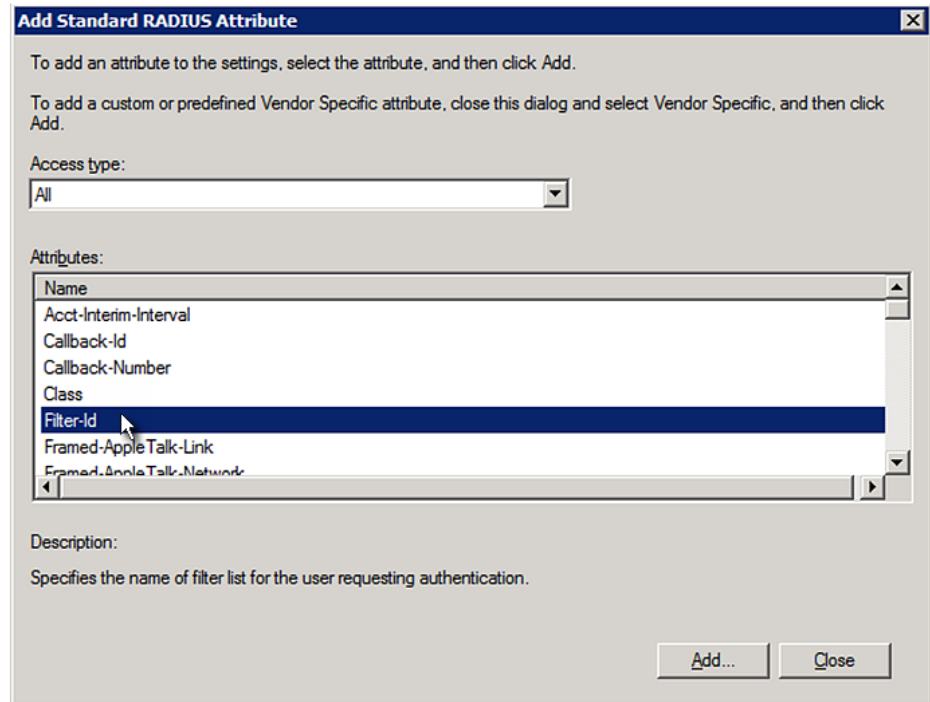 Add Standard RADIUS Attribute
To add an attribute to the settings, select the attribute, and then click Add.
To add a custom or predefined Vendor Specific attribute, close this dialog and select Vendor Specific, and then click
Add.
Access type:
All
Attributes:
Name
Acct-Interim-Interval
Callback-Id
Callback-Number
Class
Filter-Id
Framed-AppleTalk-Link
Framed-AppleTalk-Network
Description:
Specifies the name of filter list for the user requesting authentication.
Add... Close